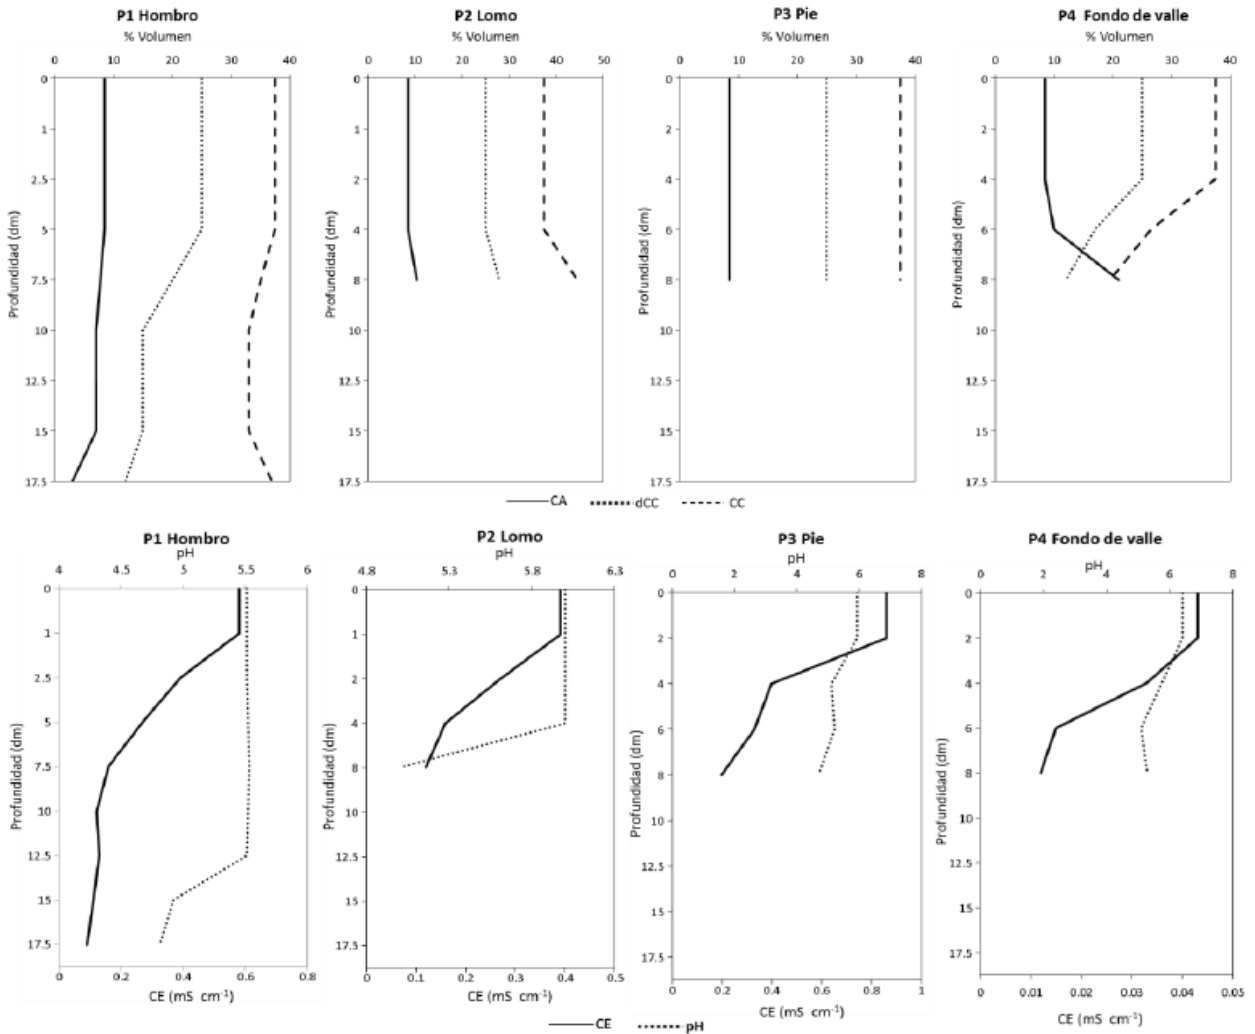 P1 Hombro
% Volumen
0 10 20 30 40
0
1
2.5
5
7.5
10
12.5
15
17.5
Profundidad (dm)
P2 Lomo
% Volumen
0 10 20 30 40 50
0
1
2
4
8
10
12.5
15
17.5
Profundidad (dm)
P3 Pie
% Volumen
0 10 20 30 40
0
2
4
6
8
10
12.5
15
17.5
Profundidad (dm)
P4 Fondo de valle
% Volumen
0 10 20 30 40
0
2
4
6
8
10
12.5
15
17.5
Profundidad (dm)
CA dCC CC
P1 Hombro
pH
4 4.5 5 5.5 6
0
1
2.5
5
7.5
10
12.5
15
17.5
Profundidad (dm)
0 0.2 0.4 0.6 0.8
CE (mS cm⁻¹)
P2 Lomo
pH
4.8 5.3 5.8 6.3
0
1
2
4
8
10
12.5
15
17.5
Profundidad (dm)
0 0.1 0.2 0.3 0.4 0.5
CE (mS cm⁻¹)
P3 Pie
pH
0 2 4 6 8
0
2
4
6
8
9
12.5
15
17.5
Profundidad (dm)
0 0.2 0.4 0.6 0.8 1
CE (mS cm⁻¹)
P4 Fondo de valle
pH
0 2 4 6 8
0
2
4
6
8
10
12.5
15
17.5
Profundidad (dm)
0 0.01 0.02 0.03 0.04 0.05
CE (mS cm⁻¹)
CE pH